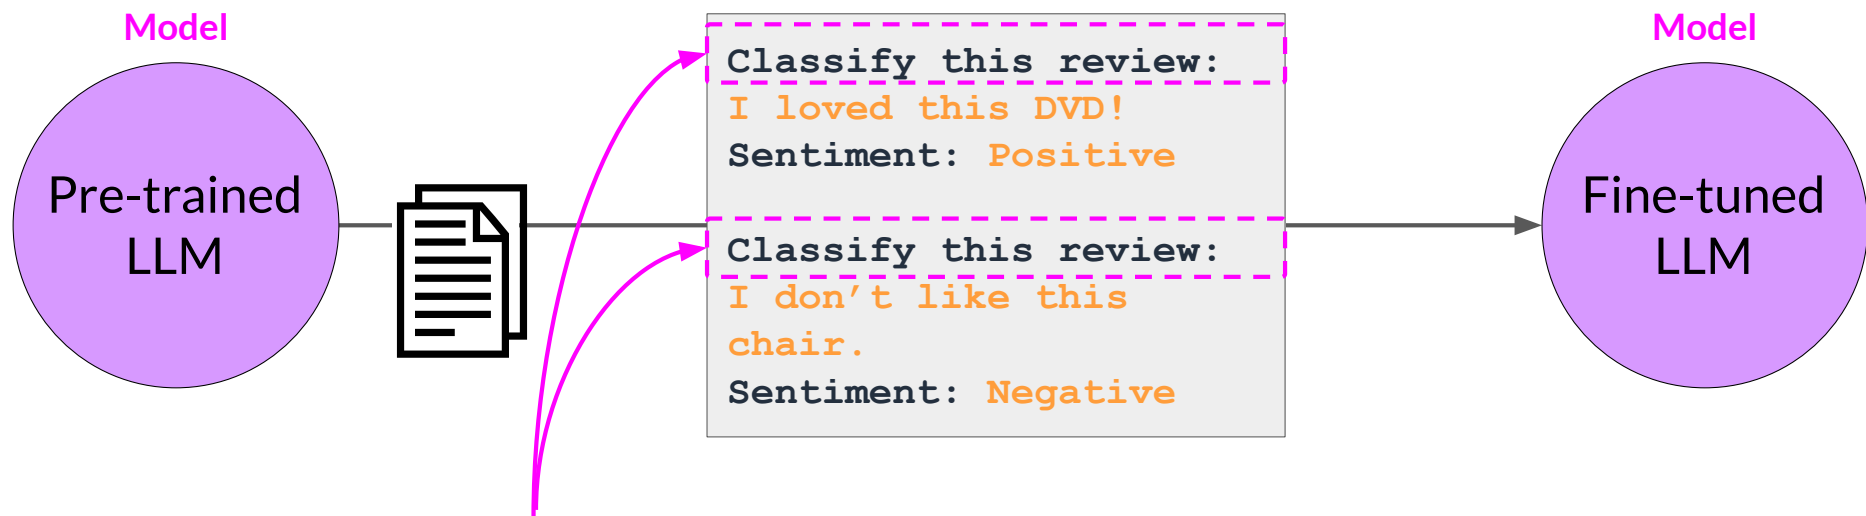 Model
Pre-trained
LLM
Classify this review:
I loved this DVD!
Sentiment: Positive
Classify this review:
I don’t like this
chair.
Sentiment: Negative
Model
Fine-tuned
LLM